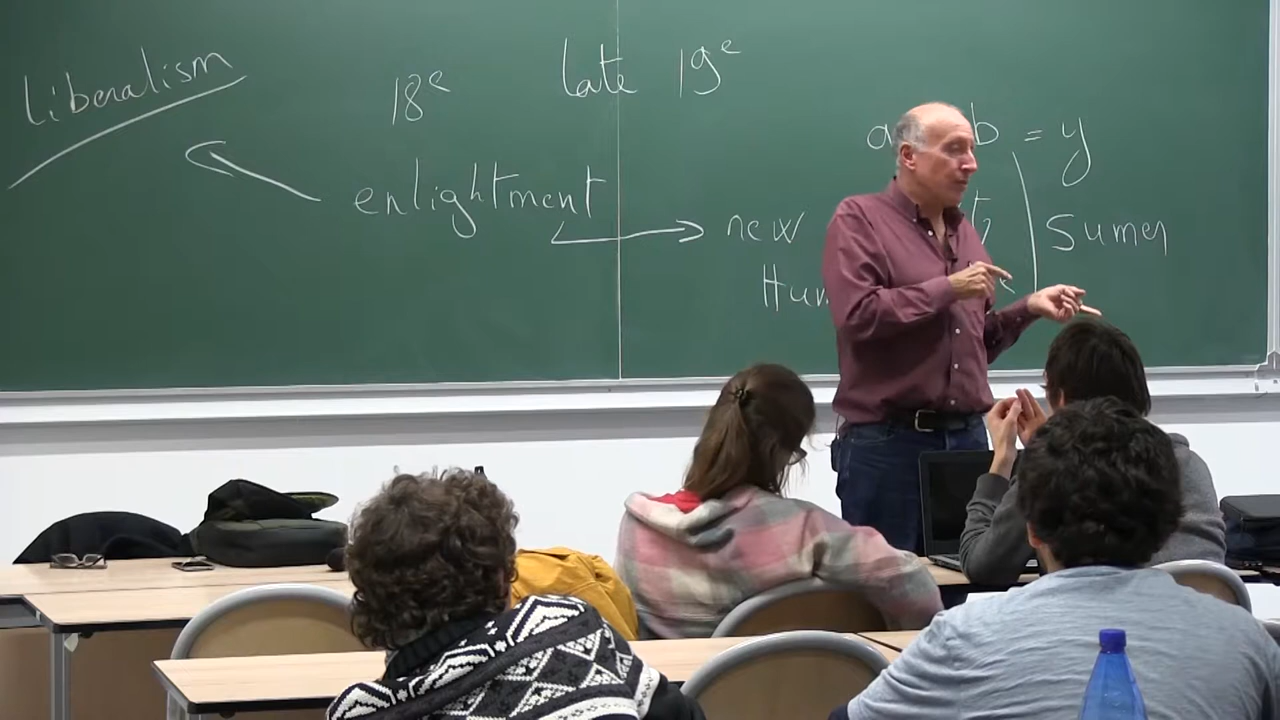 Liberalism
18e
late 19e
a b = y
enlightment
new
Sumer